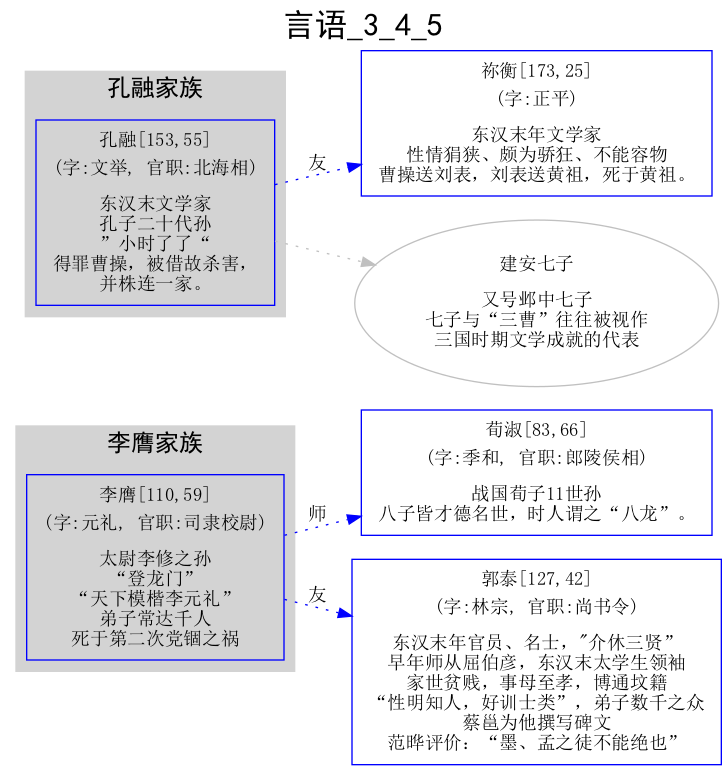 言语_3_4_5
孔融家族
孔融[153,55]
(字:文举, 官职:北海相)
东汉末文学家
孔子二十代孙
”小时了了“
得罪曹操，被借故杀害，
并株连一家。
友
祢衡[173,25]
(字:正平)
东汉末年文学家
性情狷狭、颇为骄狂、不能容物
曹操送刘表，刘表送黄祖，死于黄祖。
建安七子
又号邺中七子
七子与“三曹”往往被视作
三国时期文学成就的代表
李膺家族
李膺[110,59]
(字:元礼, 官职:司隶校尉)
太尉李修之孙
“登龙门”
“天下模楷李元礼”
弟子常达千人
死于第二次党锢之祸
师
友
荀淑[83,66]
(字:季和, 官职:郎陵侯相)
战国荀子11世孙
八子皆才德名世，时人谓之“八龙”。
郭泰[127,42]
(字:林宗, 官职:尚书令)
东汉末年官员、名士，"介休三贤”
早年师从屈伯彦，东汉末太学生领袖
家世贫贱，事母至孝，博通坟籍
“性明知人，好训士类”，弟子数千之众
蔡邕为他撰写碑文
范晔评价：“墨、孟之徒不能绝也”